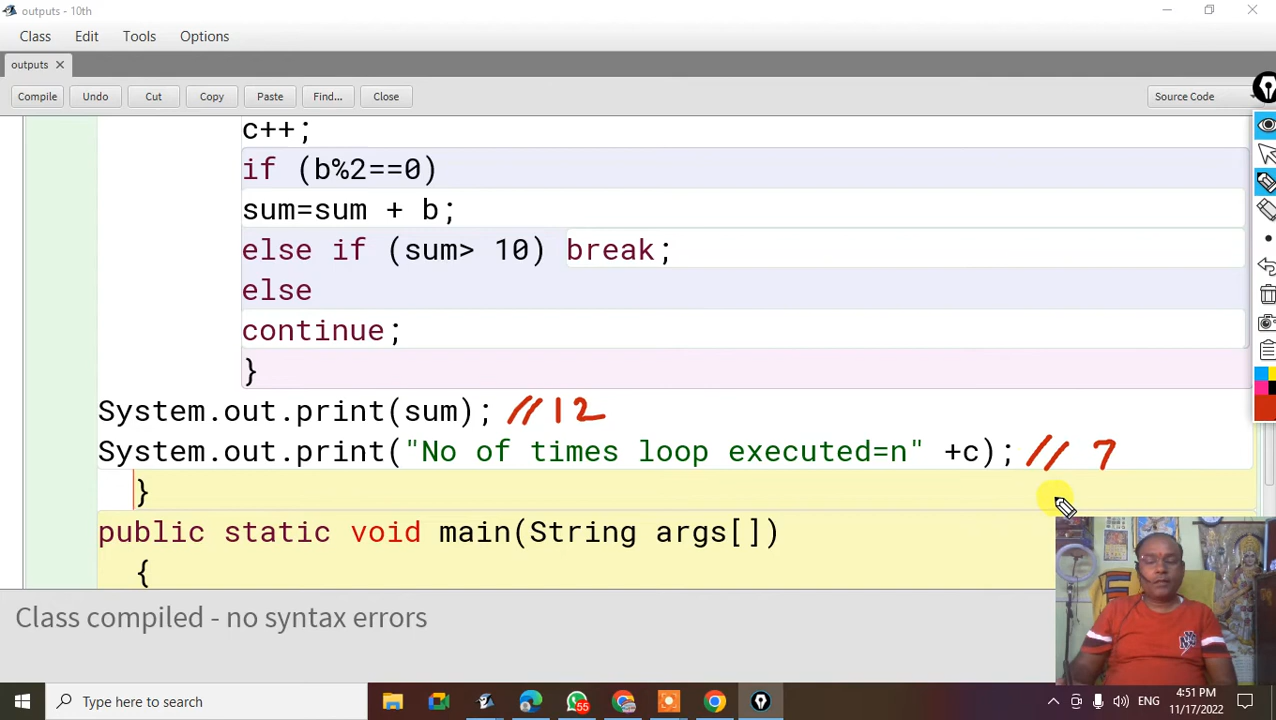 outputs - 10th
Class Edit Tools Options
outputs ×
Compile Undo Cut Copy Paste Find... Close Source Code
c++;
if (b%2==0)
sum=sum + b;
else if (sum> 10) break;
else
continue;
}
System.out.print(sum); //12
System.out.print("No of times loop executed=n" +c); // 7
}
public static void main(String args[])
{
Class compiled - no syntax errors
Type here to search
55
ENG
4:51 PM
11/17/2022